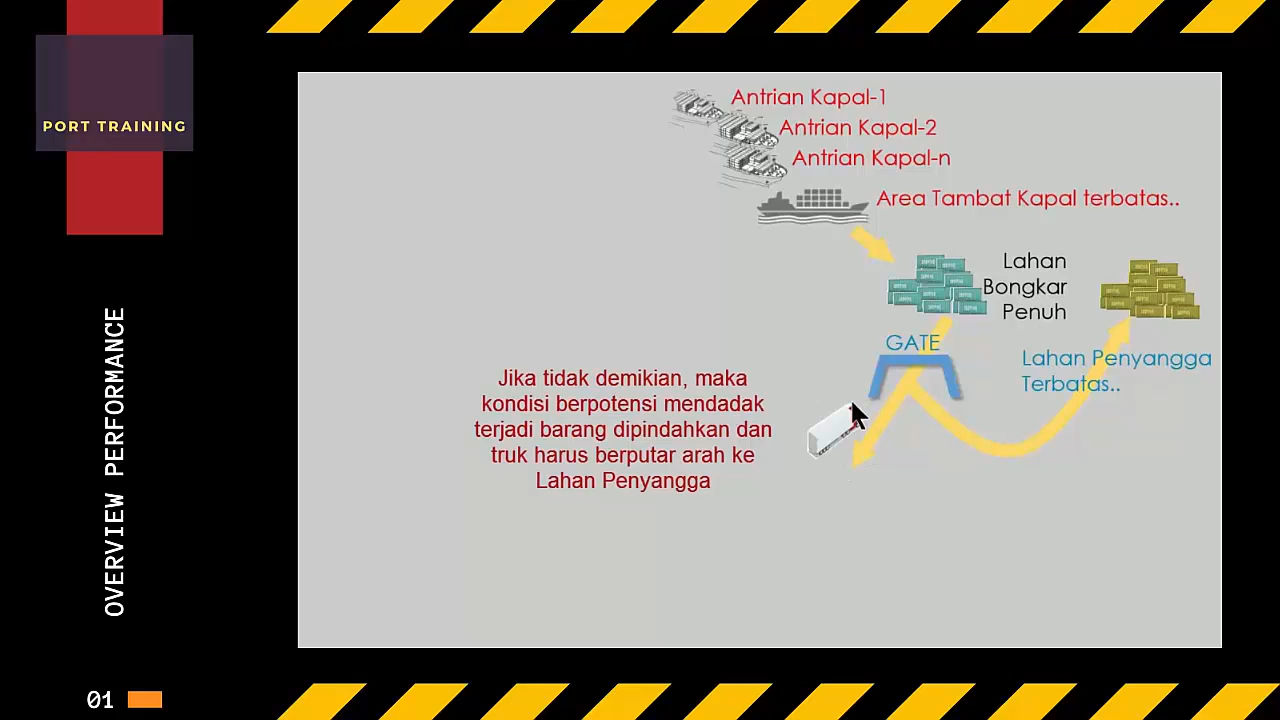 PORT TRAINING
OVERVIEW PERFORMANCE
01
Antrian Kapal-1
Antrian Kapal-2
Antrian Kapal-n
Area Tambat Kapal terbatas..
Lahan
Bongkar
Penuh
GATE
Lahan Penyangga
Terbatas..
Jika tidak demikian, maka
kondisi berpotensi mendadak
terjadi barang dipindahkan dan
truk harus berputar arah ke
Lahan Penyangga